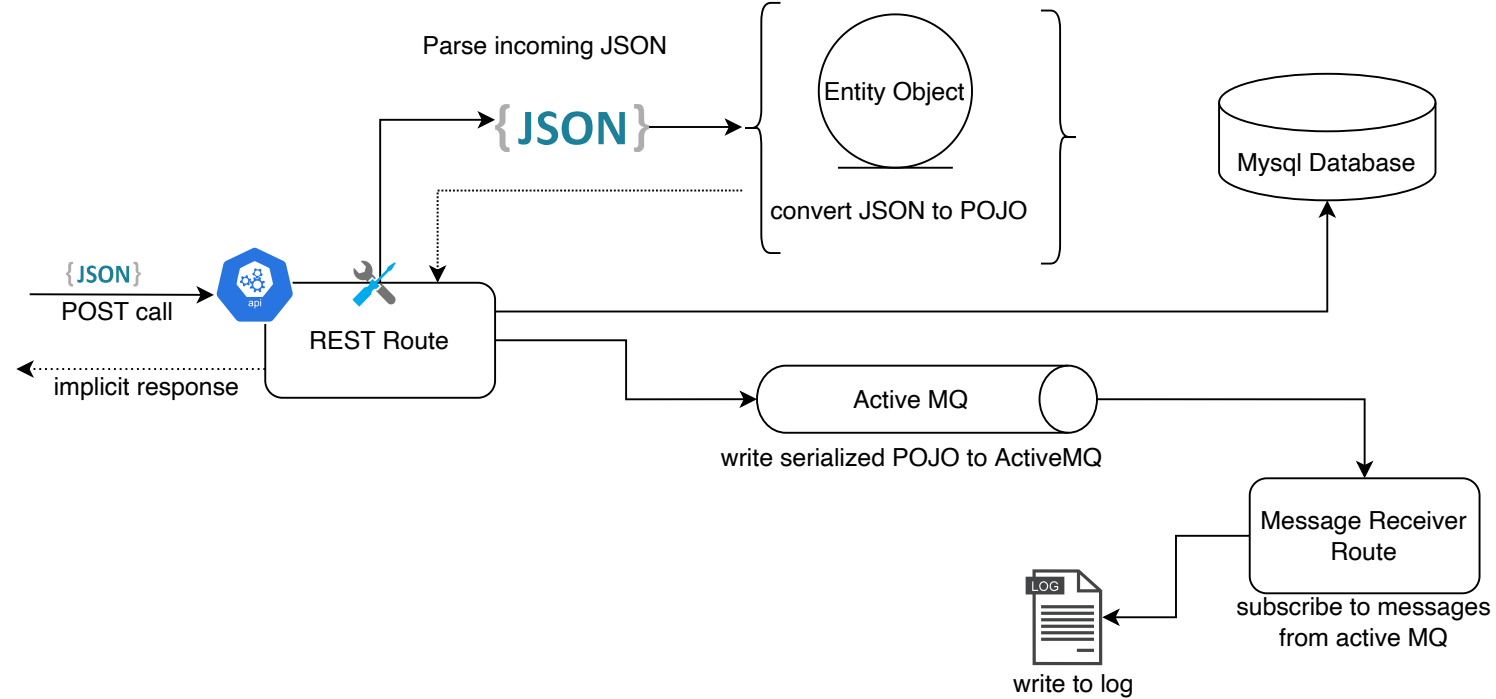 Parse incoming JSON
{JSON}
Entity Object
convert JSON to POJO
Mysql Database
{JSON}
POST call
api
REST Route
implicit response
Active MQ
write serialized POJO to ActiveMQ
Message Receiver
Route
subscribe to messages
from active MQ
LOG
write to log